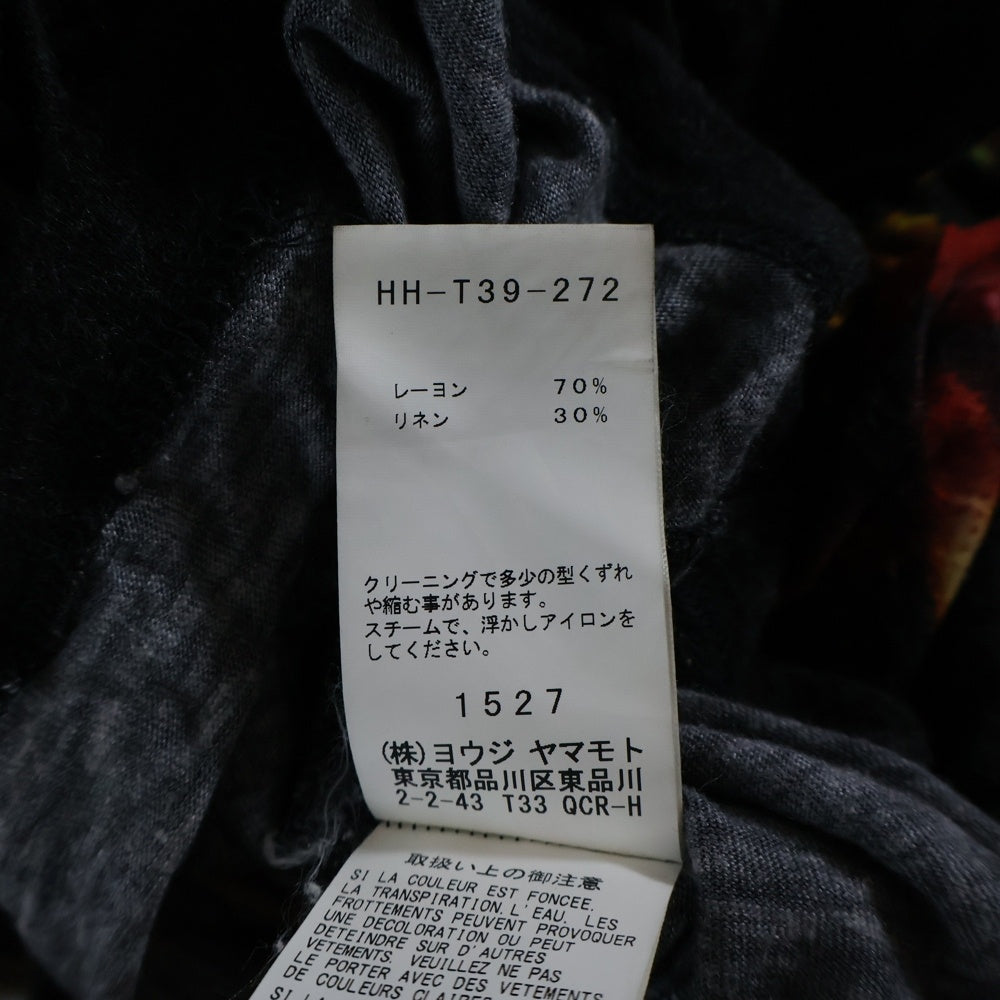 HH-T39-272
レーヨン 70%
リネン 30%
クリーニングで多少の型くずれ
や縮む事があります。
スチームで、浮かしアイロンを
してください。
1527
(株)ヨウジ ヤマモト
東京都品川区東品川
2-2-43 T33 QCR-H
取扱い上の御注意
SI LA COULEUR EST FONCEE,
LA TRANSPIRATION, L'EAU, LES
FROTTEMENTS PEUVENT PROVOQUER
UNE DECOLORATION OU PEUT
DETEINDRE SUR D'AUTRES
VETEMENTS. VEUILLEZ NE PAS
LE PORTER AVEC DES VETEMENTS
DE COULEURS CLAIRES.
SI LA